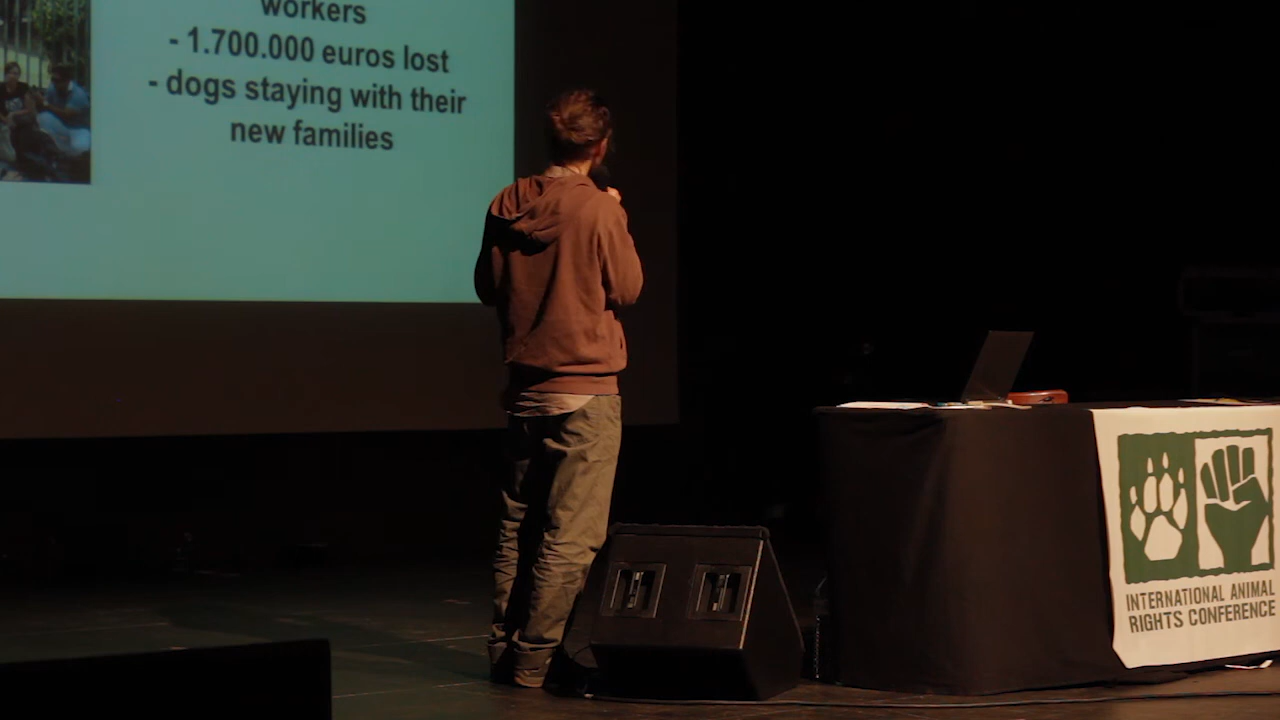 workers
- 1.700.000 euros lost
- dogs staying with their
new families
INTERNATIONAL ANIMAL
RIGHTS CONFERENCE